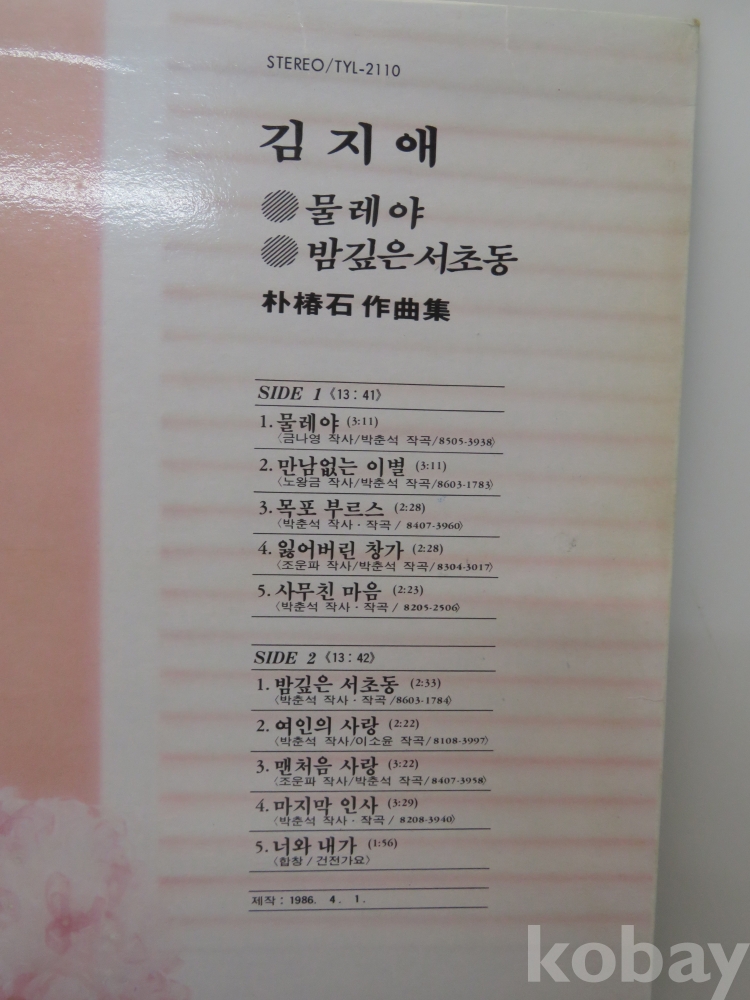 STEREO/TYL-2110
김지애
물레야
밤깊은서초동
朴椿石 作曲集
SIDE 1 《13:41》
1. 물레야 (3:11)
〈금나영 작사/박춘석 작곡/8505-3938〉
2. 만남없는 이별 (3:11)
〈노왕금 작사/박춘석 작곡/8603-1783〉
3. 목포 부르스 (2:28)
〈박춘석 작사·작곡/ 8407-3960〉
4. 잃어버린 창가 (2:28)
〈조운파 작사/박춘석 작곡/8304-3017〉
5. 사무친 마음 (2:23)
〈박춘석 작사·작곡/ 8205-2506〉
SIDE 2 《13:42》
1. 밤깊은 서초동 (2:33)
〈박춘석 작사·작곡/8603-1784〉
2. 여인의 사랑 (2:22)
〈박춘석 작사/이소윤 작곡/8108-3997〉
3. 맨처음 사랑 (3:22)
〈조운파 작사/박춘석 작곡/8407-3958〉
4. 마지막 인사 (3:29)
〈박춘석 작사·작곡/ 8208-3940〉
5. 너와 내가 (1:56)
〈합창/건전가요〉
제작: 1986. 4. 1.
kobay